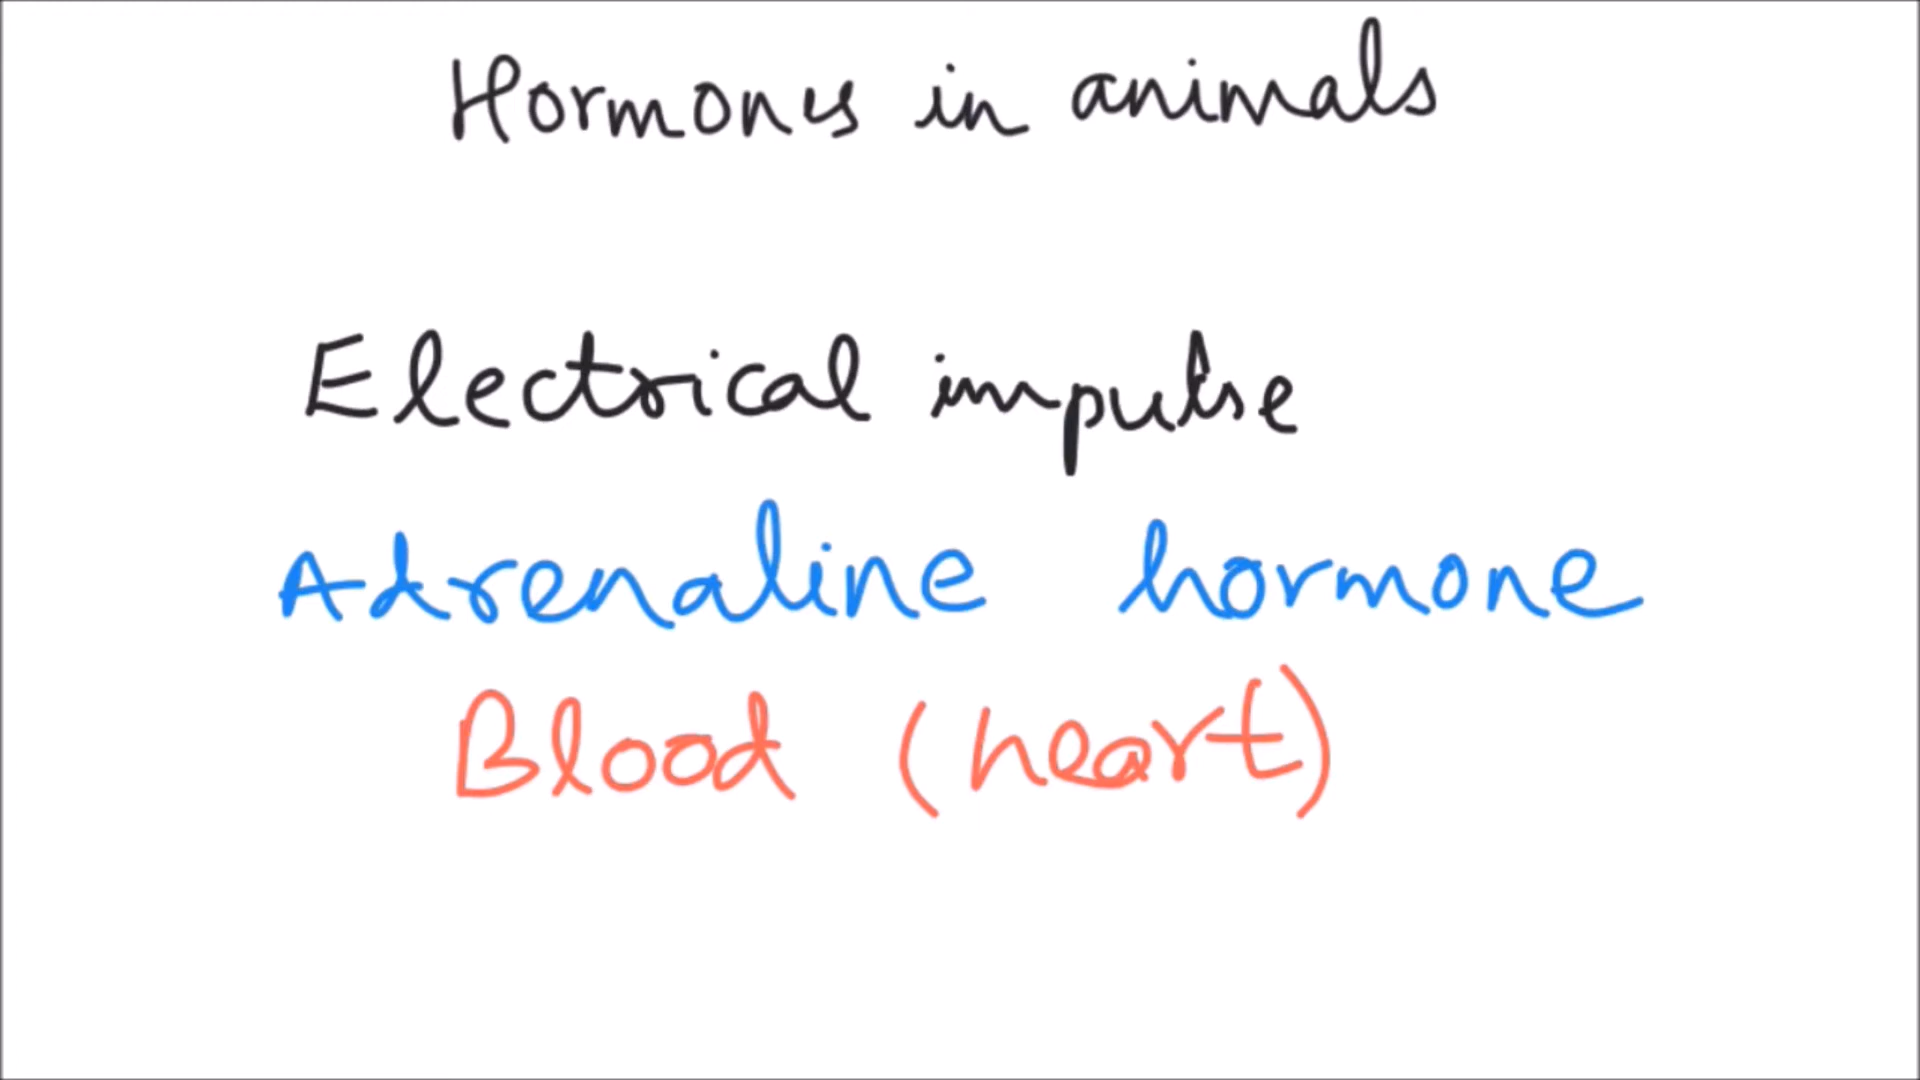 Hormones in animals
Electrical impulse
Adrenaline hormone
Blood (heart)